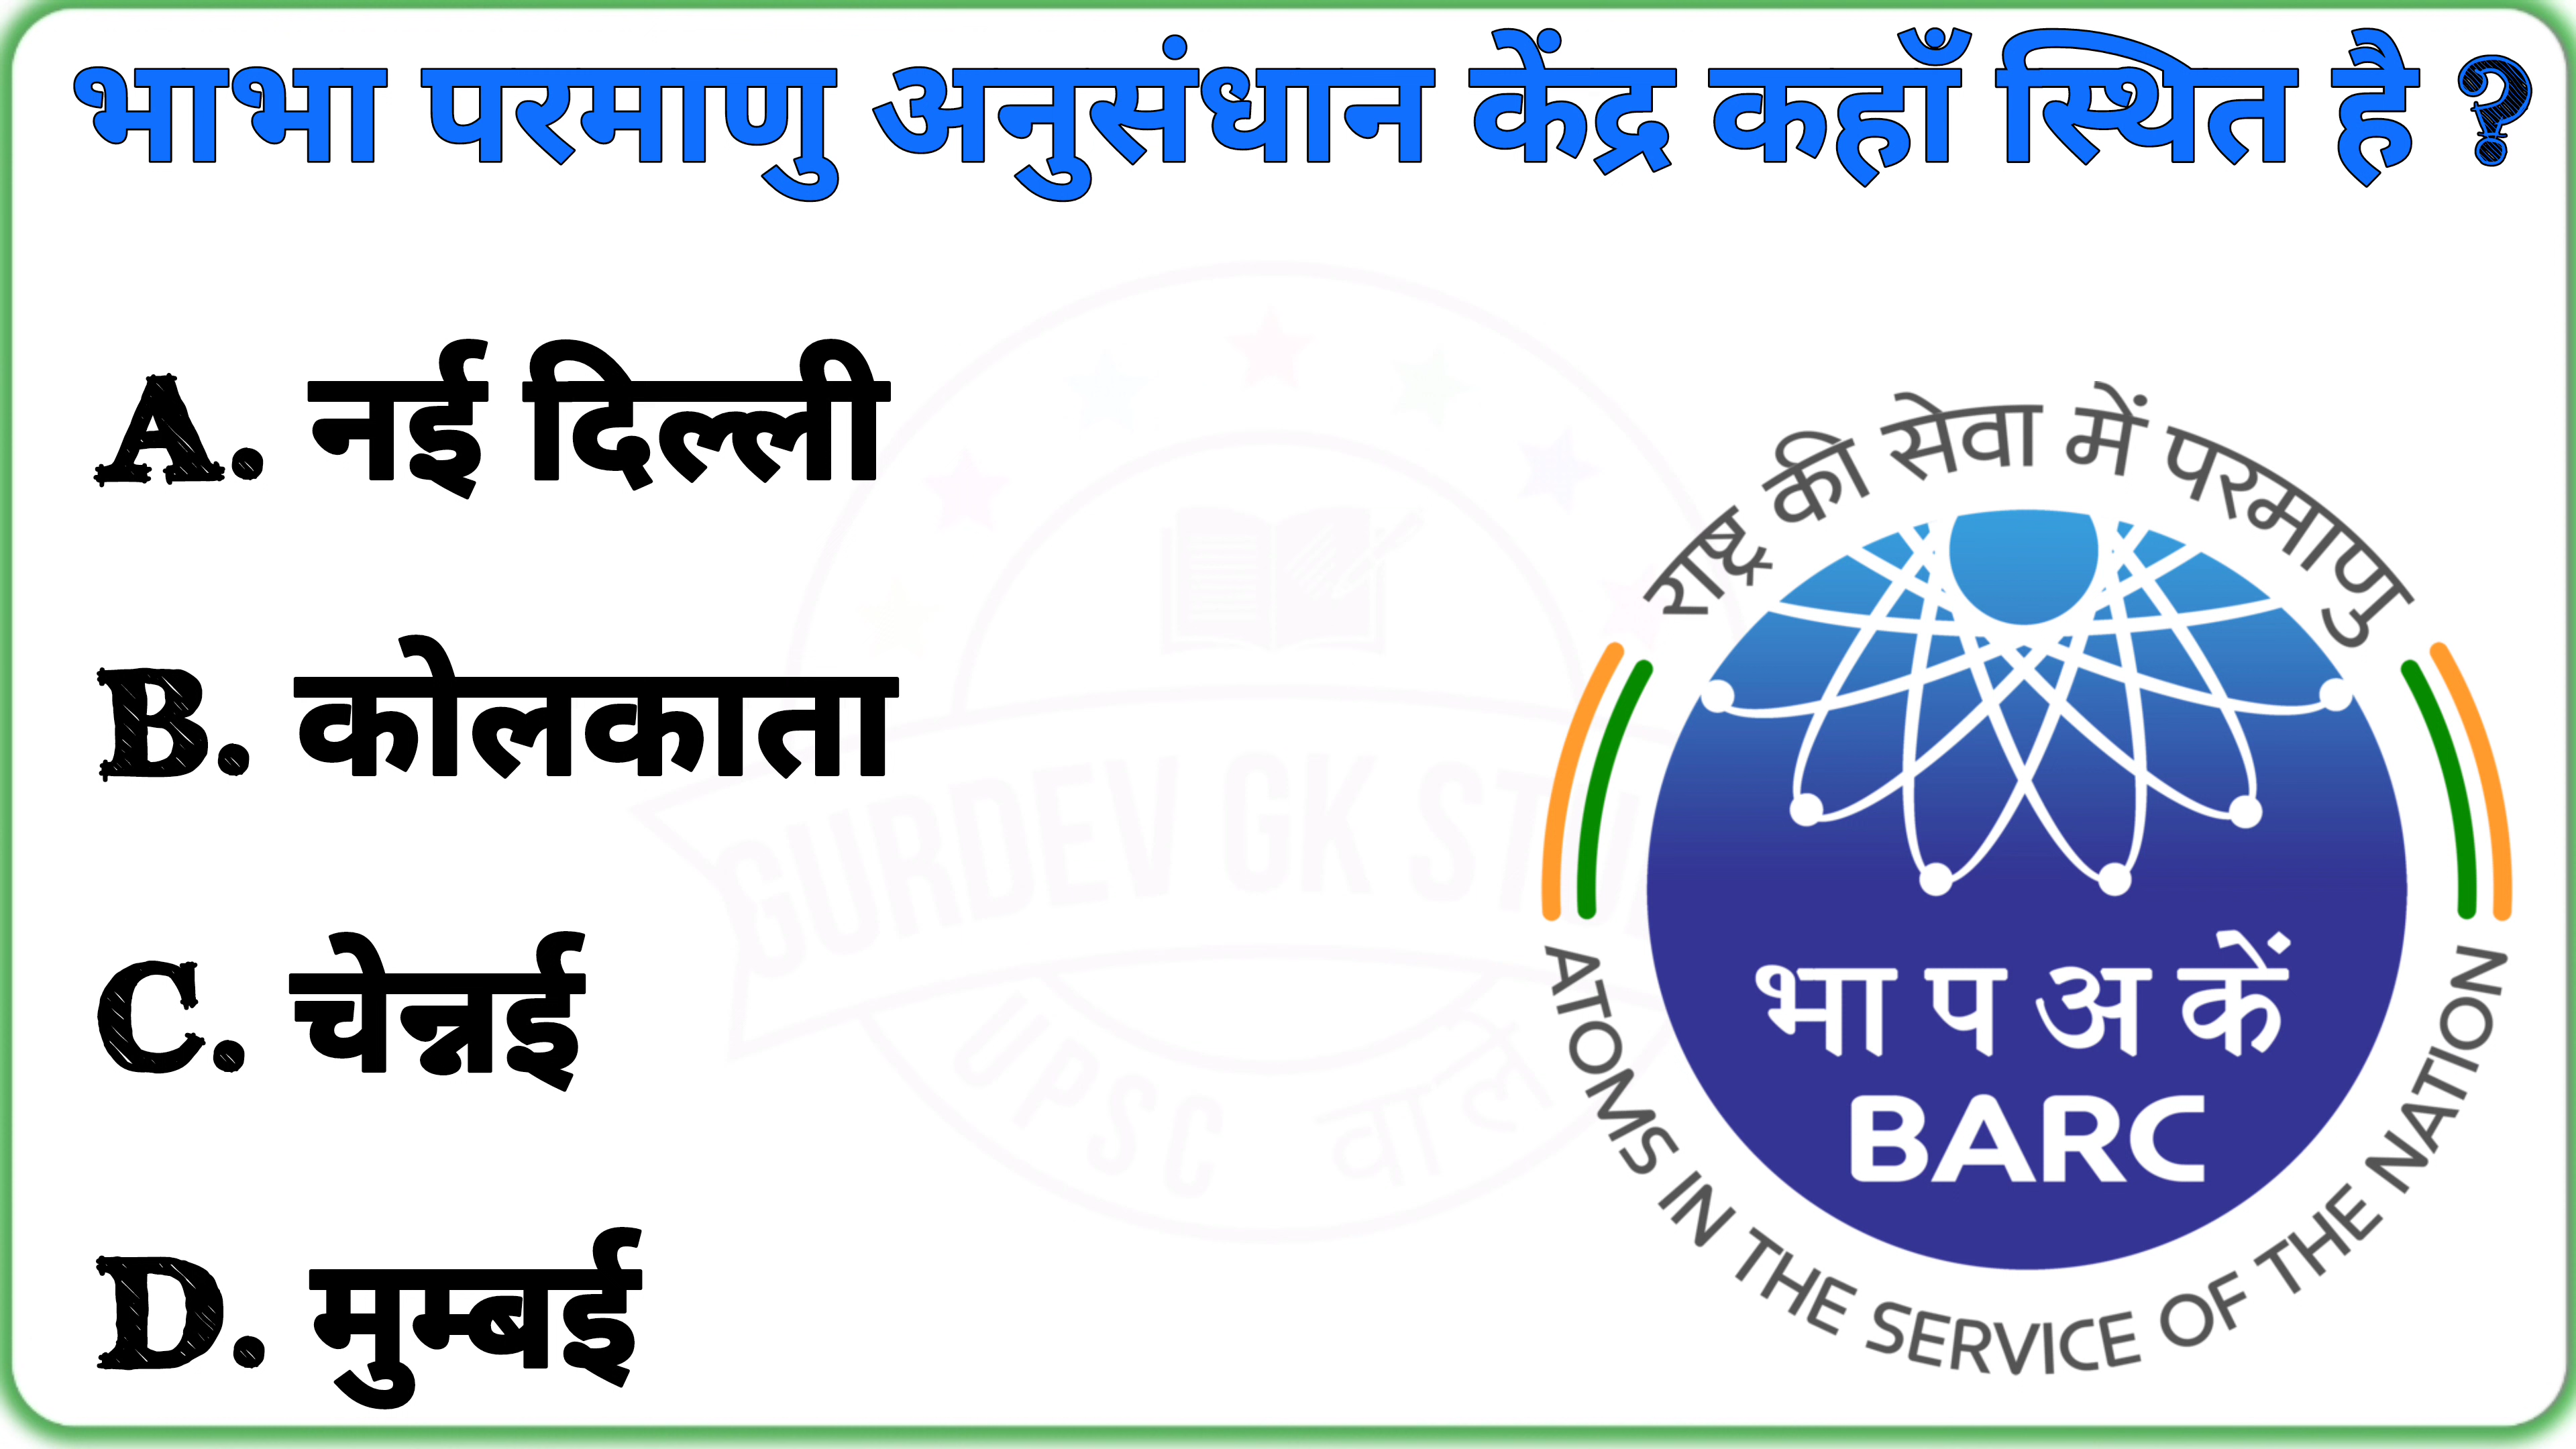 भाभा परमाणु अनुसंधान केंद्र कहाँ स्थित है ?
A. नई दिल्ली
B. कोलकाता
C. चेन्नई
D. मुम्बई
राष्ट्र की सेवा में परमाणु
भा प अ कें
BARC
ATOMS IN THE SERVICE OF THE NATION
GURDEV GK
UPSC वाले